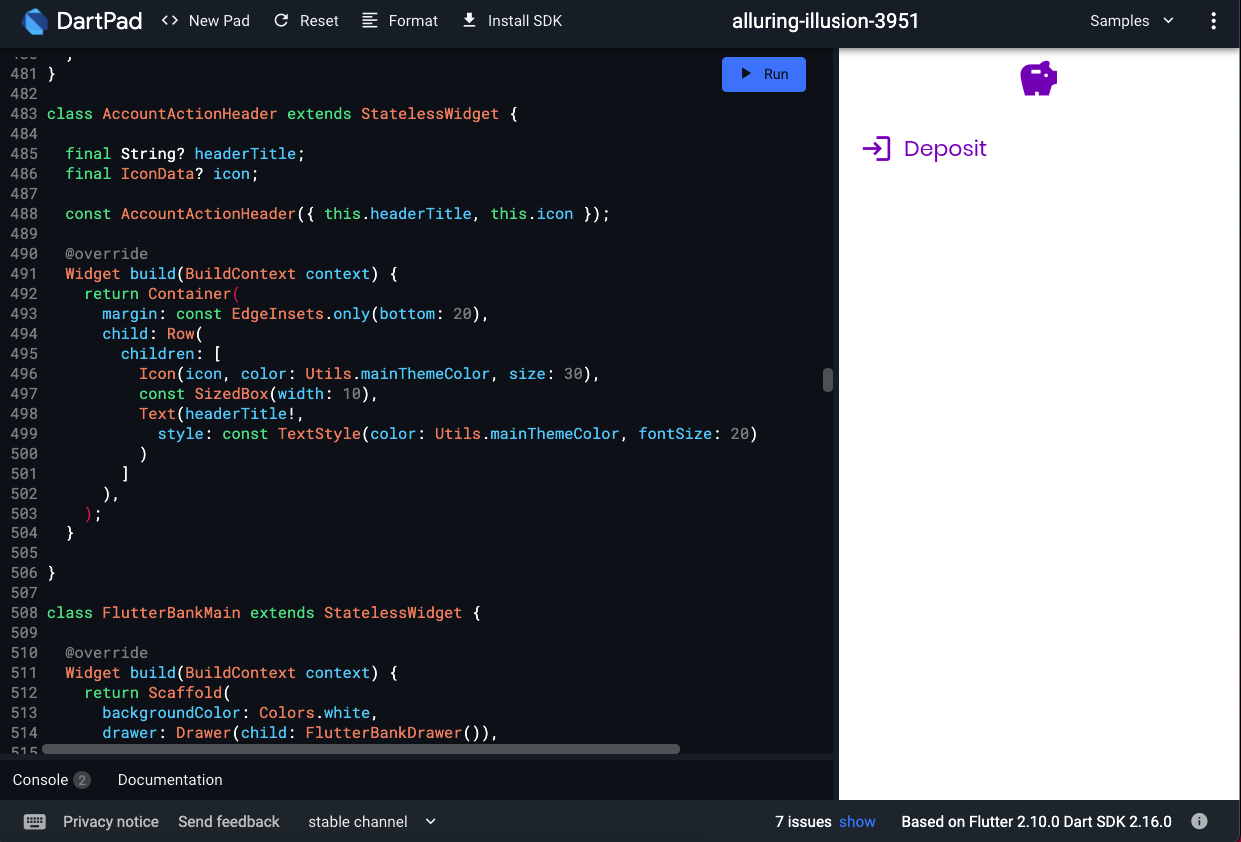 DartPad
<> New Pad
Reset
Format
Install SDK
alluring-illusion-3951
Samples
481 }
482
483 class AccountActionHeader extends StatelessWidget {
484
485 final String? headerTitle;
486 final IconData? icon;
487
488 const AccountActionHeader({ this.headerTitle, this.icon });
489
490 @override
491 Widget build(BuildContext context) {
492 return Container(
493 margin: const EdgeInsets.only(bottom: 20),
494 child: Row(
495 children: [
496 Icon(icon, color: Utils.mainThemeColor, size: 30),
497 const SizedBox(width: 10),
498 Text(headerTitle!,
499 style: const TextStyle(color: Utils.mainThemeColor, fontSize: 20)
500 )
501 ]
502 ),
503 );
504 }
505
506 }
507
508 class FlutterBankMain extends StatelessWidget {
509
510 @override
511 Widget build(BuildContext context) {
512 return Scaffold(
513 backgroundColor: Colors.white,
514 drawer: Drawer(child: FlutterBankDrawer()),
515
Run
Deposit
Console 2
Documentation
Privacy notice
Send feedback
stable channel
7 issues show
Based on Flutter 2.10.0 Dart SDK 2.16.0